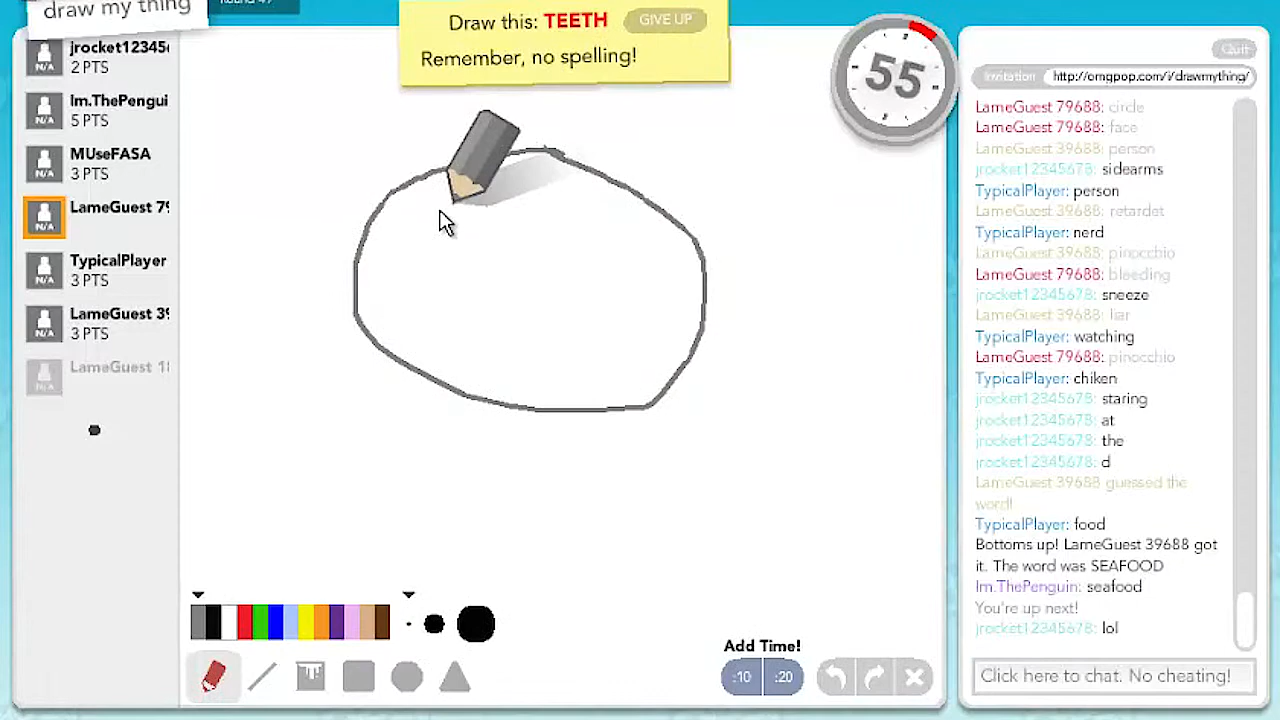 draw my thing
Draw this: TEETH
GIVE UP
Remember, no spelling!
55
jrocket12345
2 PTS
Im.ThePengui
5 PTS
MUseFASA
3 PTS
LameGuest 79
TypicalPlayer
3 PTS
LameGuest 39
3 PTS
LameGuest 18
N/A
N/A
N/A
N/A
N/A
N/A
N/A
Add Time!
:10 :20
Quit
Invitation http://omgpop.com/i/drawmything/
LameGuest 79688: circle
LameGuest 79688: face
LameGuest 39688: person
jrocket12345678: sidearms
TypicalPlayer: person
LameGuest 39688: retardet
TypicalPlayer: nerd
LameGuest 39688: pinocchio
LameGuest 79688: bleeding
jrocket12345678: sneeze
LameGuest 39688: liar
TypicalPlayer: watching
LameGuest 79688: pinocchio
TypicalPlayer: chiken
jrocket12345678: staring
jrocket12345678: at
jrocket12345678: the
jrocket12345678: d
LameGuest 39688 guessed the
word!
TypicalPlayer: food
Bottoms up! LameGuest 39688 got
it. The word was SEAFOOD
Im.ThePenguin: seafood
You're up next!
jrocket12345678: lol
Click here to chat. No cheating!